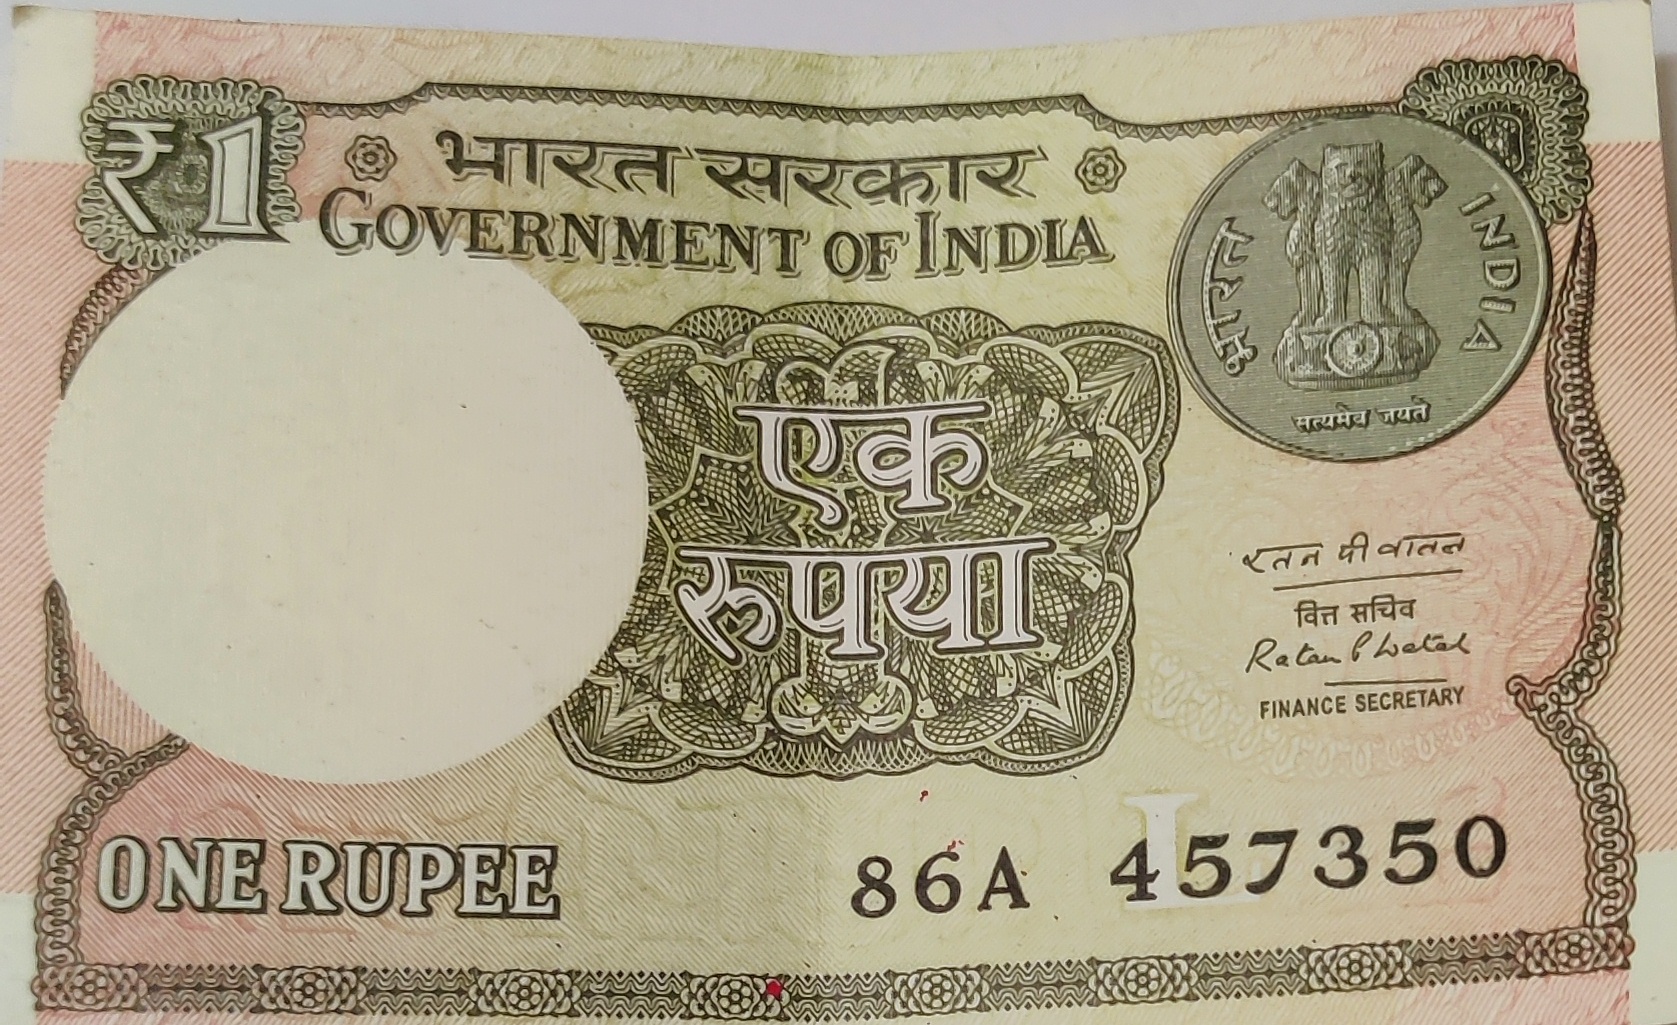 ₹1
भारत सरकार
GOVERNMENT OF INDIA
भारत
INDIA
सत्यमेव जयते
एक
रुपया
रतन पी वातल
वित्त सचिव
Ratan P Watal
FINANCE SECRETARY
L
ONE RUPEE
86A 457350